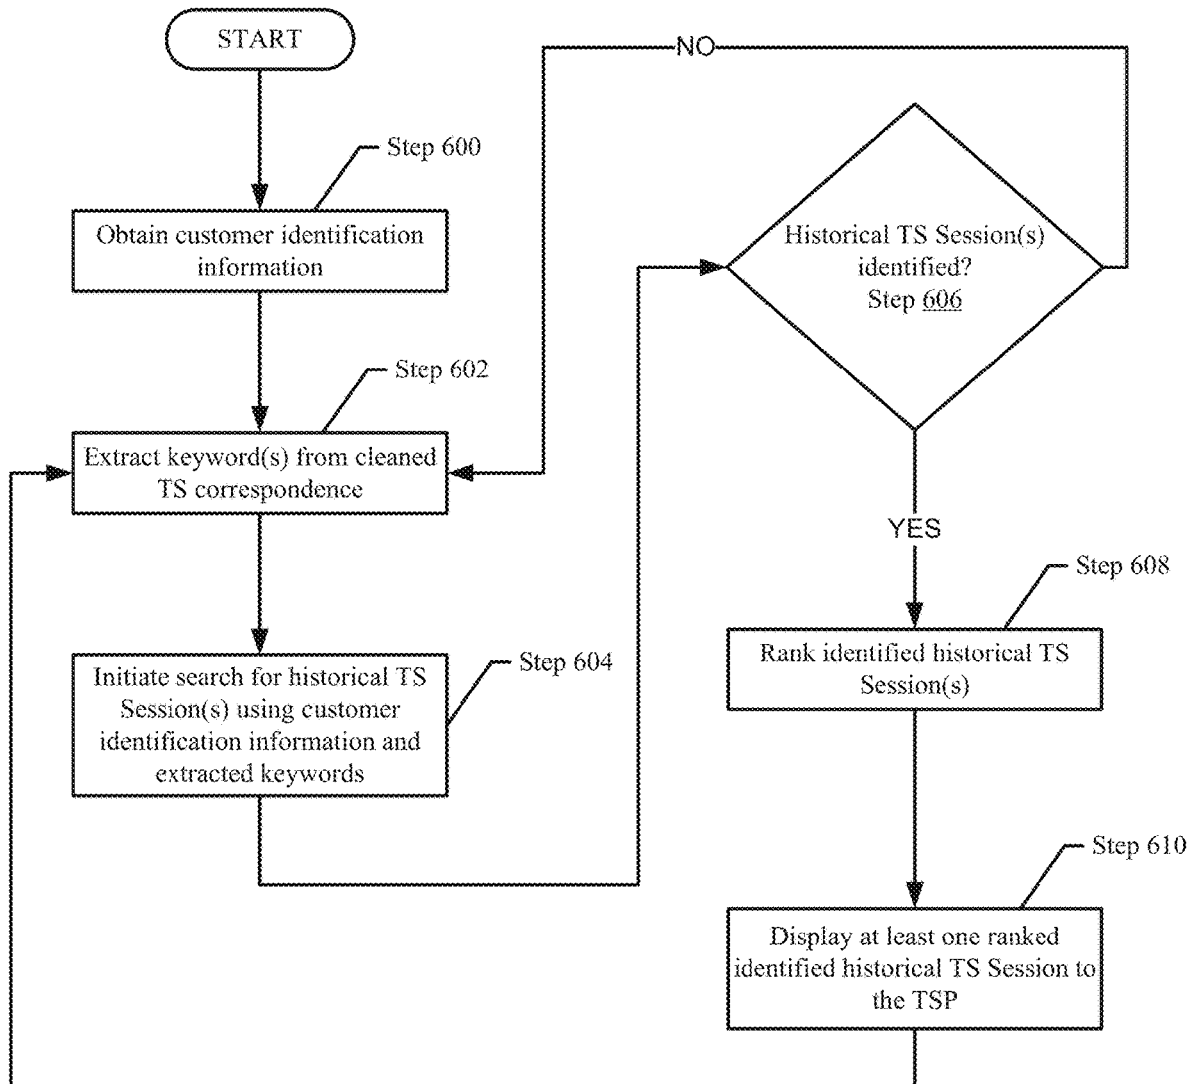 START
Step 600
Obtain customer identification
information
Step 602
Extract keyword(s) from cleaned
TS correspondence
Step 604
Initiate search for historical TS
Session(s) using customer
identification information and
extracted keywords
NO
Historical TS Session(s)
identified?
Step 606
YES
Step 608
Rank identified historical TS
Session(s)
Step 610
Display at least one ranked
identified historical TS Session to
the TSP